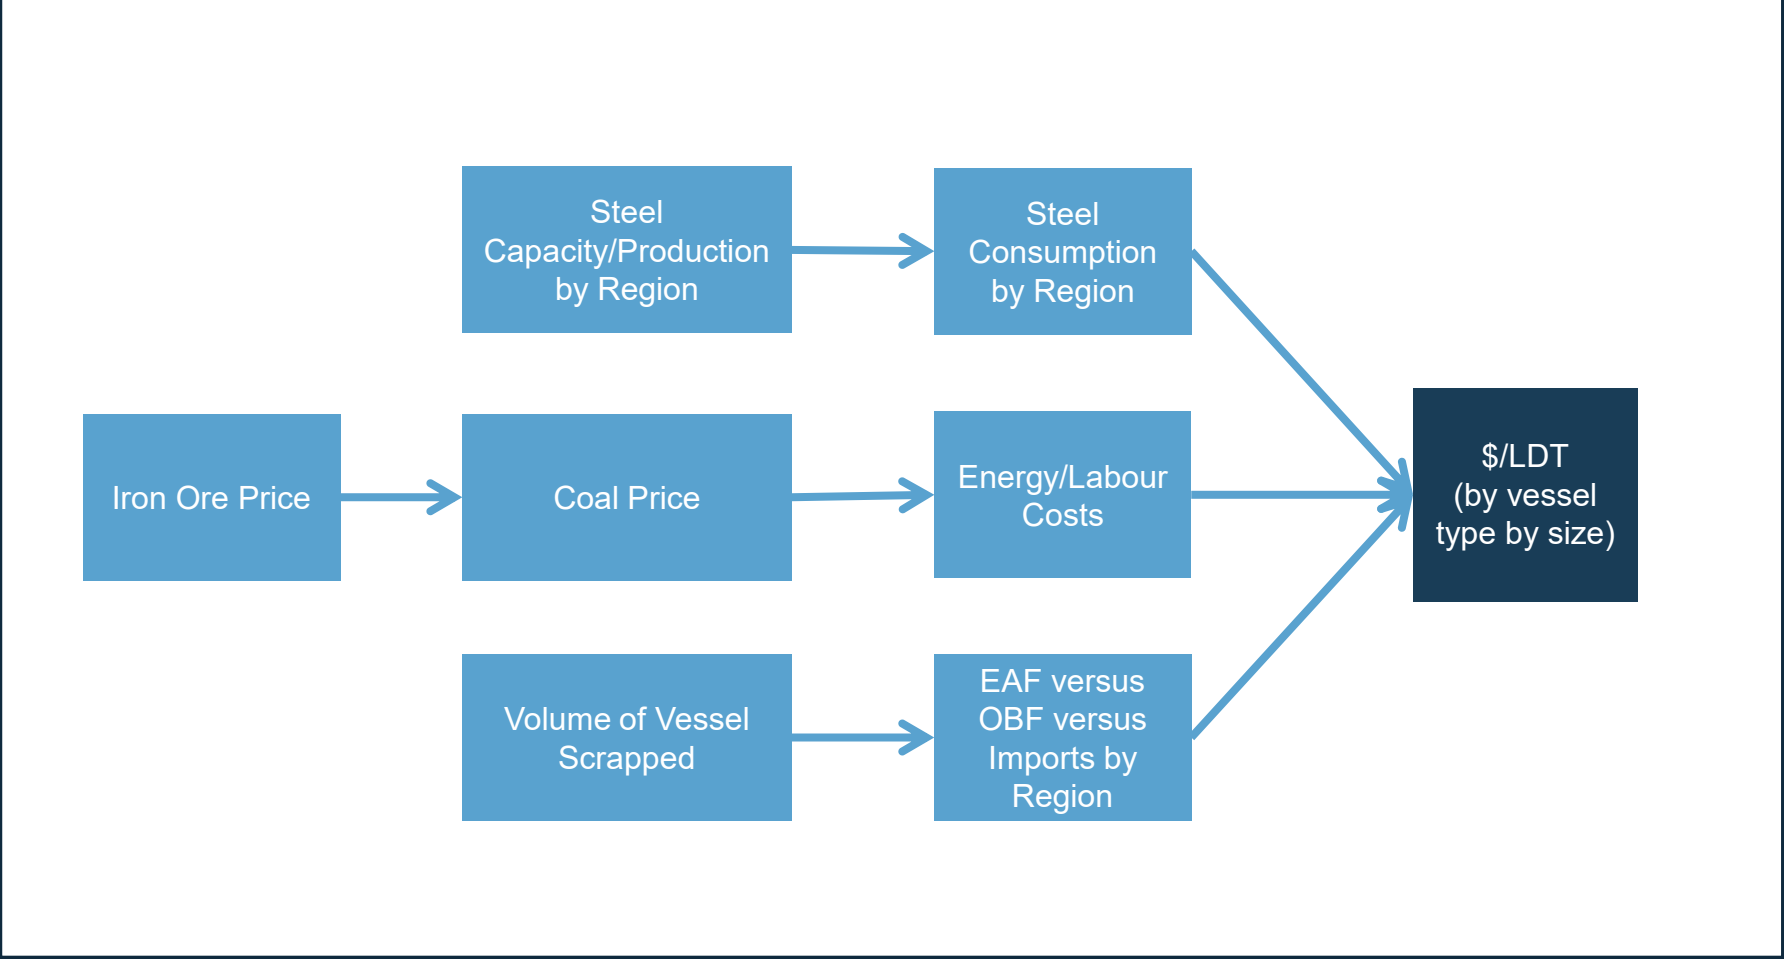 Steel
Capacity/Production
by Region
Steel
Consumption
by Region
Iron Ore Price
Coal Price
Energy/Labour
Costs
$/LDT
(by vessel
type by size)
Volume of Vessel
Scrapped
EAF versus
OBF versus
Imports by
Region